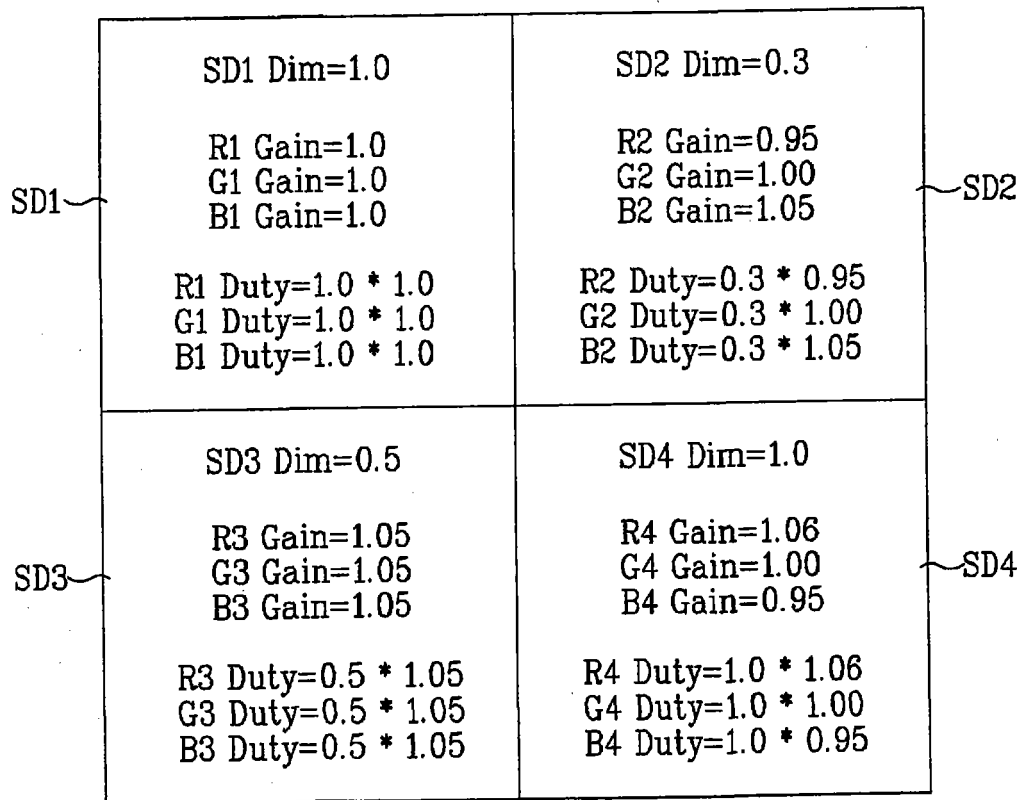 SD1 Dim=1.0
R1 Gain=1.0
G1 Gain=1.0
B1 Gain=1.0
R1 Duty=1.0 * 1.0
G1 Duty=1.0 * 1.0
B1 Duty=1.0 * 1.0
SD1
SD2 Dim=0.3
R2 Gain=0.95
G2 Gain=1.00
B2 Gain=1.05
R2 Duty=0.3 * 0.95
G2 Duty=0.3 * 1.00
B2 Duty=0.3 * 1.05
SD2
SD3 Dim=0.5
R3 Gain=1.05
G3 Gain=1.05
B3 Gain=1.05
R3 Duty=0.5 * 1.05
G3 Duty=0.5 * 1.05
B3 Duty=0.5 * 1.05
SD3
SD4 Dim=1.0
R4 Gain=1.06
G4 Gain=1.00
B4 Gain=0.95
R4 Duty=1.0 * 1.06
G4 Duty=1.0 * 1.00
B4 Duty=1.0 * 0.95
SD4